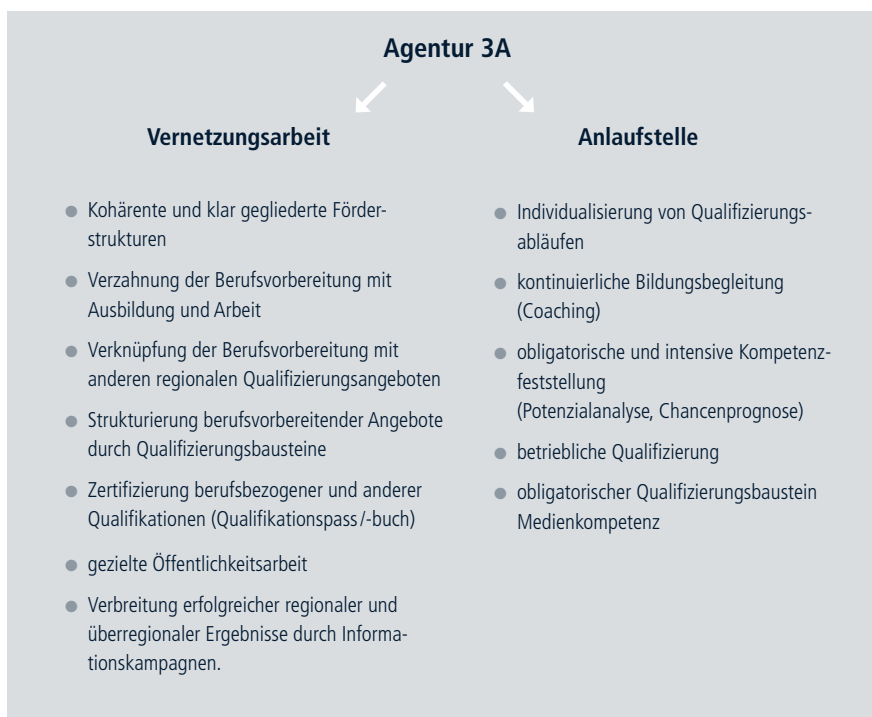 Agentur 3A
Vernetzungsarbeit
● Kohärente und klar gegliederte Förder-
strukturen
● Verzahnung der Berufsvorbereitung mit
Ausbildung und Arbeit
● Verknüpfung der Berufsvorbereitung mit
anderen regionalen Qualifizierungsangeboten
● Strukturierung berufsvorbereitender Angebote
durch Qualifizierungsbausteine
● Zertifizierung berufsbezogener und anderer
Qualifikationen (Qualifikationspass/-buch)
● gezielte Öffentlichkeitsarbeit
● Verbreitung erfolgreicher regionaler und
überregionaler Ergebnisse durch Informa-
tionskampagnen.
Anlaufstelle
● Individualisierung von Qualifizierungs-
abläufen
● kontinuierliche Bildungsbegleitung
(Coaching)
● obligatorische und intensive Kompetenz-
feststellung
(Potenzialanalyse, Chancenprognose)
● betriebliche Qualifizierung
● obligatorischer Qualifizierungsbaustein
Medienkompetenz